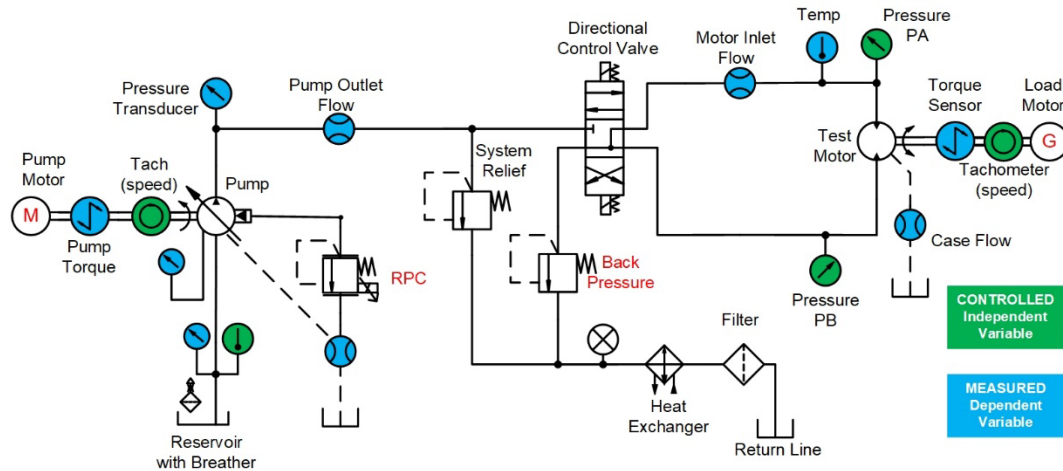 Temp
Pressure
PA
Directional
Control Valve
Motor Inlet
Flow
Pressure
Transducer
Pump Outlet
Flow
Torque
Sensor
Load
Motor
Test
Motor
G
Tachometer
(speed)
System
Relief
Pump
Motor
Tach
(speed)
Pump
M
Pump
Torque
RPC
Back
Pressure
Case Flow
Pressure
PB
Filter
CONTROLLED
Independent
Variable
MEASURED
Dependent
Variable
Heat
Exchanger
Return Line
Reservoir
with Breather